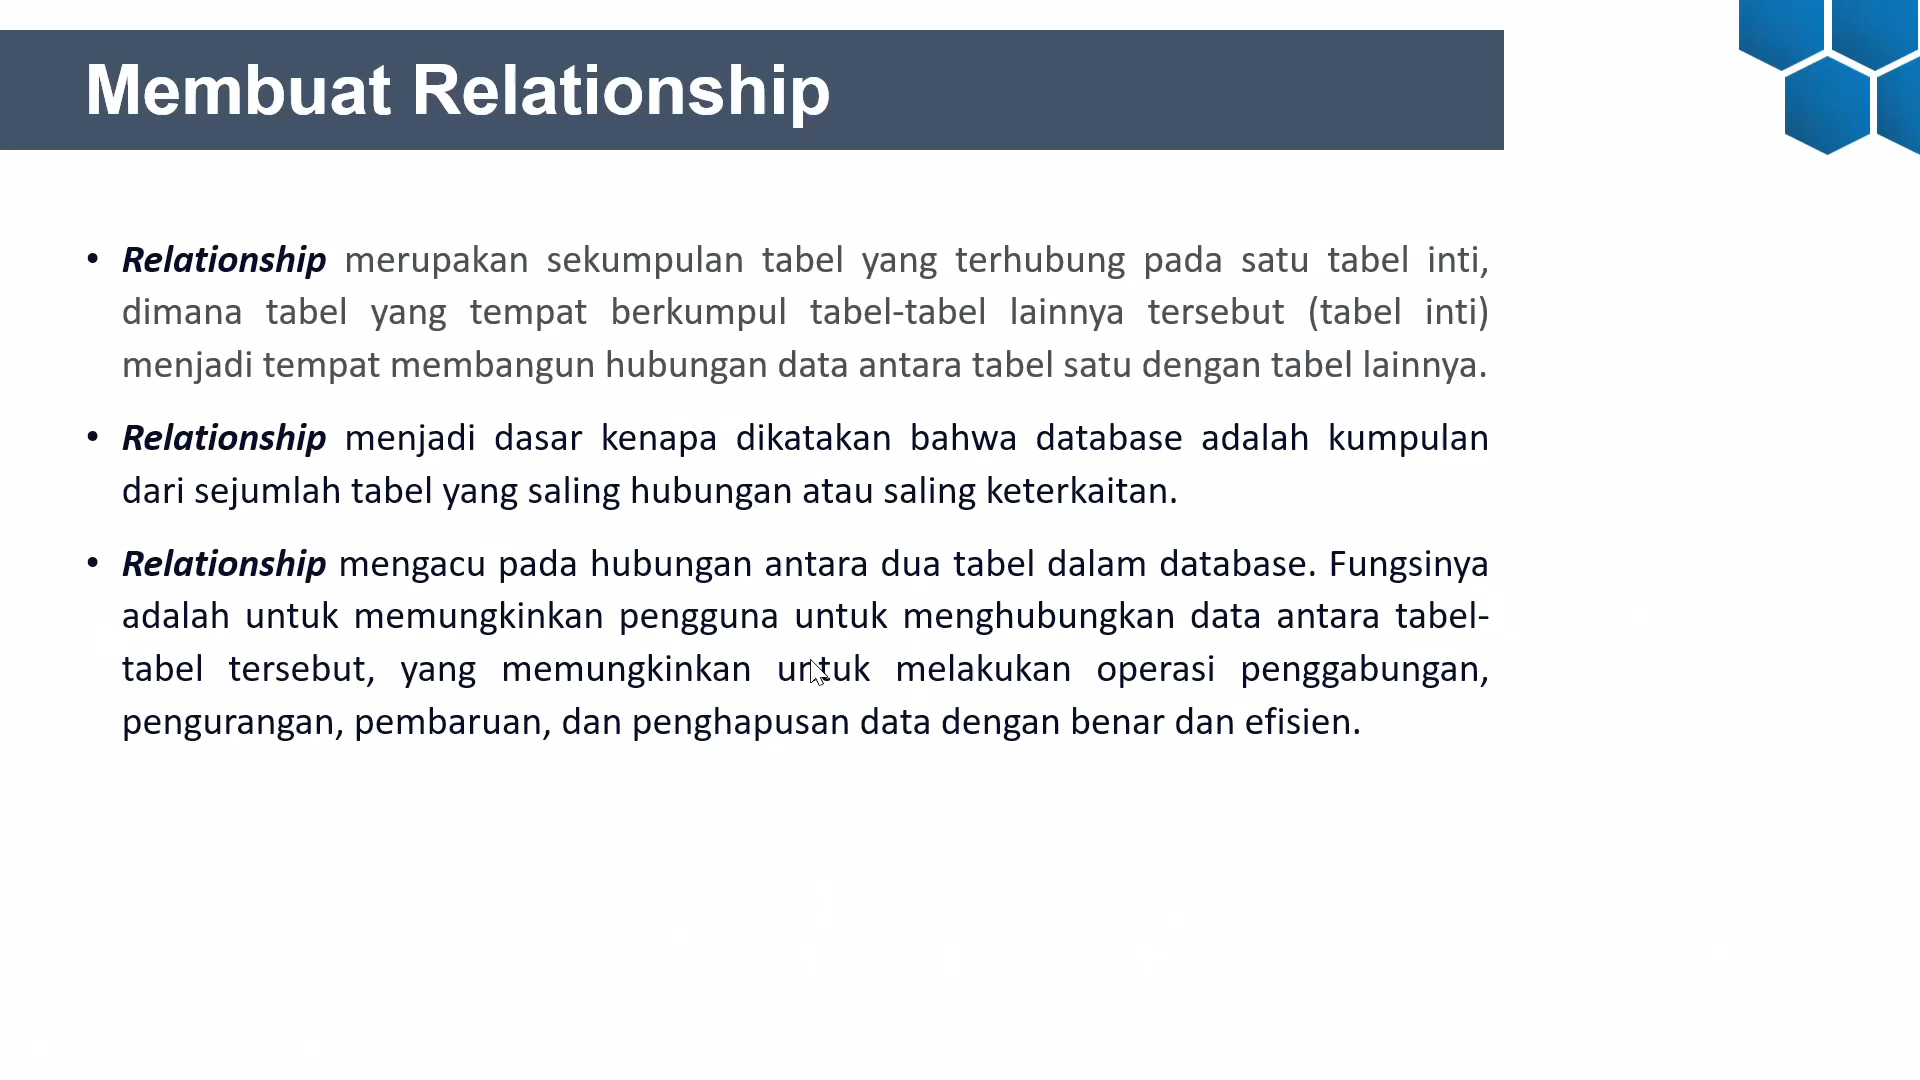 Membuat Relationship
• Relationship merupakan sekumpulan tabel yang terhubung pada satu tabel inti,
dimana tabel yang tempat berkumpul tabel-tabel lainnya tersebut (tabel inti)
menjadi tempat membangun hubungan data antara tabel satu dengan tabel lainnya.
• Relationship menjadi dasar kenapa dikatakan bahwa database adalah kumpulan
dari sejumlah tabel yang saling hubungan atau saling keterkaitan.
• Relationship mengacu pada hubungan antara dua tabel dalam database. Fungsinya
adalah untuk memungkinkan pengguna untuk menghubungkan data antara tabel-
tabel tersebut, yang memungkinkan untuk melakukan operasi penggabungan,
pengurangan, pembaruan, dan penghapusan data dengan benar dan efisien.